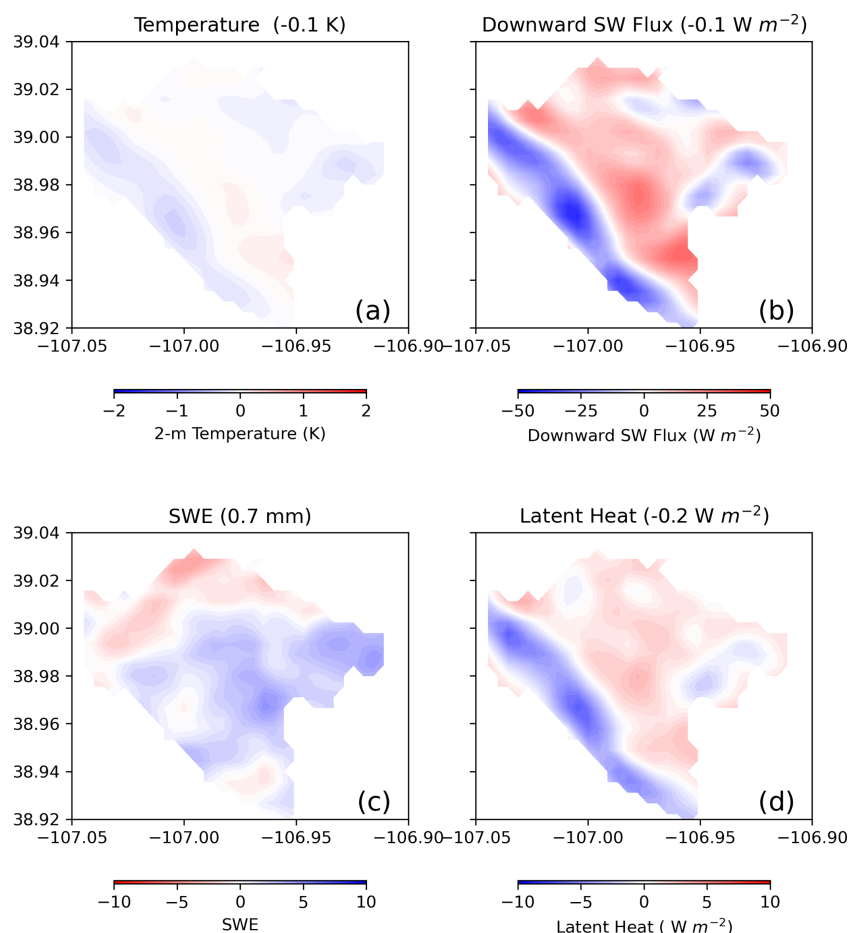 Temperature  (-0.1 K)
Downward SW Flux (-0.1 W m−2)
39.04
39.02
39.00
38.98
38.96
38.94
38.92
(a)
(b)
−107.05 −107.00 −106.95 −106.90
−107.05 −107.00 −106.95 −106.90
−2 −1 0 1 2
2-m Temperature (K)
−50 −25 0 25 50
Downward SW Flux (W m−2)
SWE (0.7 mm)
Latent Heat (-0.2 W m−2)
39.04
39.02
39.00
38.98
38.96
38.94
38.92
(c)
(d)
−107.05 −107.00 −106.95 −106.90
−107.05 −107.00 −106.95 −106.90
−10 −5 0 5 10
SWE
−10 −5 0 5 10
Latent Heat ( W m−2)